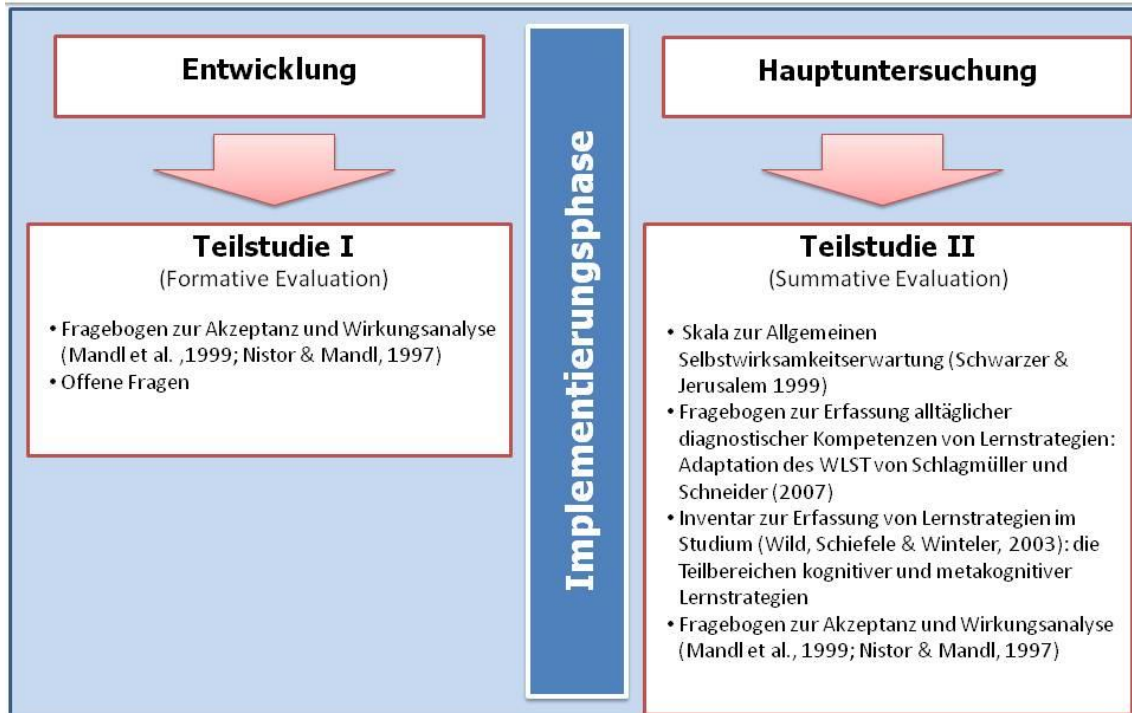 Entwicklung
Teilstudie I
(Formative Evaluation)
• Fragebogen zur Akzeptanz und Wirkungsanalyse
(Mandl et al. ,1999; Nistor & Mandl, 1997)
• Offene Fragen
Implementierungsphase
Hauptuntersuchung
Teilstudie II
(Summative Evaluation)
• Skala zur Allgemeinen
Selbstwirksamkeitserwartung (Schwarzer &
Jerusalem 1999)
• Fragebogen zur Erfassung alltäglicher
diagnostischer Kompetenzen von Lernstrategien:
Adaptation des WLST von Schlagmüller und
Schneider (2007)
• Inventar zur Erfassung von Lernstrategien im
Studium (Wild, Schiefele & Winteler, 2003): die
Teilbereichen kognitiver und metakognitiver
Lernstrategien
• Fragebogen zur Akzeptanz und Wirkungsanalyse
(Mandl et al., 1999; Nistor & Mandl, 1997)